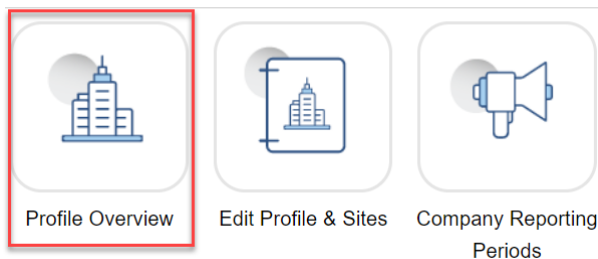 Profile Overview
Edit Profile & Sites
Company Reporting
Periods